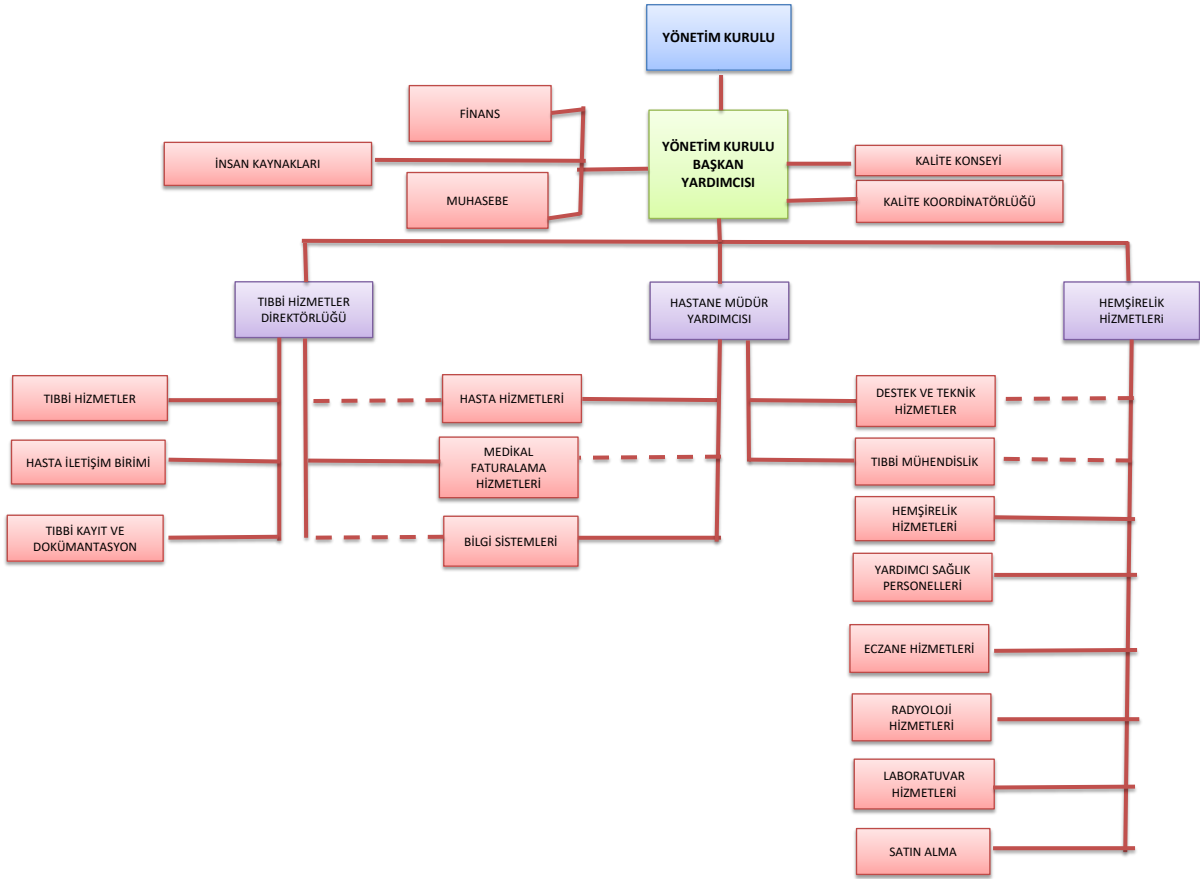 YÖNETİM KURULU
FİNANS
YÖNETİM KURULU
BAŞKAN
YARDIMCISI
İNSAN KAYNAKLARI
KALİTE KONSEYİ
MUHASEBE
KALİTE KOORDİNATÖRLÜĞÜ
TIBBİ HİZMETLER
DİREKTÖRLÜĞÜ
HASTANE MÜDÜR
YARDIMCISI
HEMŞİRELİK
HİZMETLERi
TIBBİ HİZMETLER
HASTA HİZMETLERİ
DESTEK VE TEKNİK
HİZMETLER
HASTA İLETİŞİM BİRİMİ
MEDİKAL
FATURALAMA
HİZMETLERİ
TIBBİ MÜHENDİSLİK
TIBBİ KAYIT VE
DOKÜMANTASYON
BİLGİ SİSTEMLERİ
HEMŞİRELİK
HİZMETLERİ
YARDIMCI SAĞLIK
PERSONELLERİ
ECZANE HİZMETLERİ
RADYOLOJİ
HİZMETLERİ
LABORATUVAR
HİZMETLERİ
SATIN ALMA